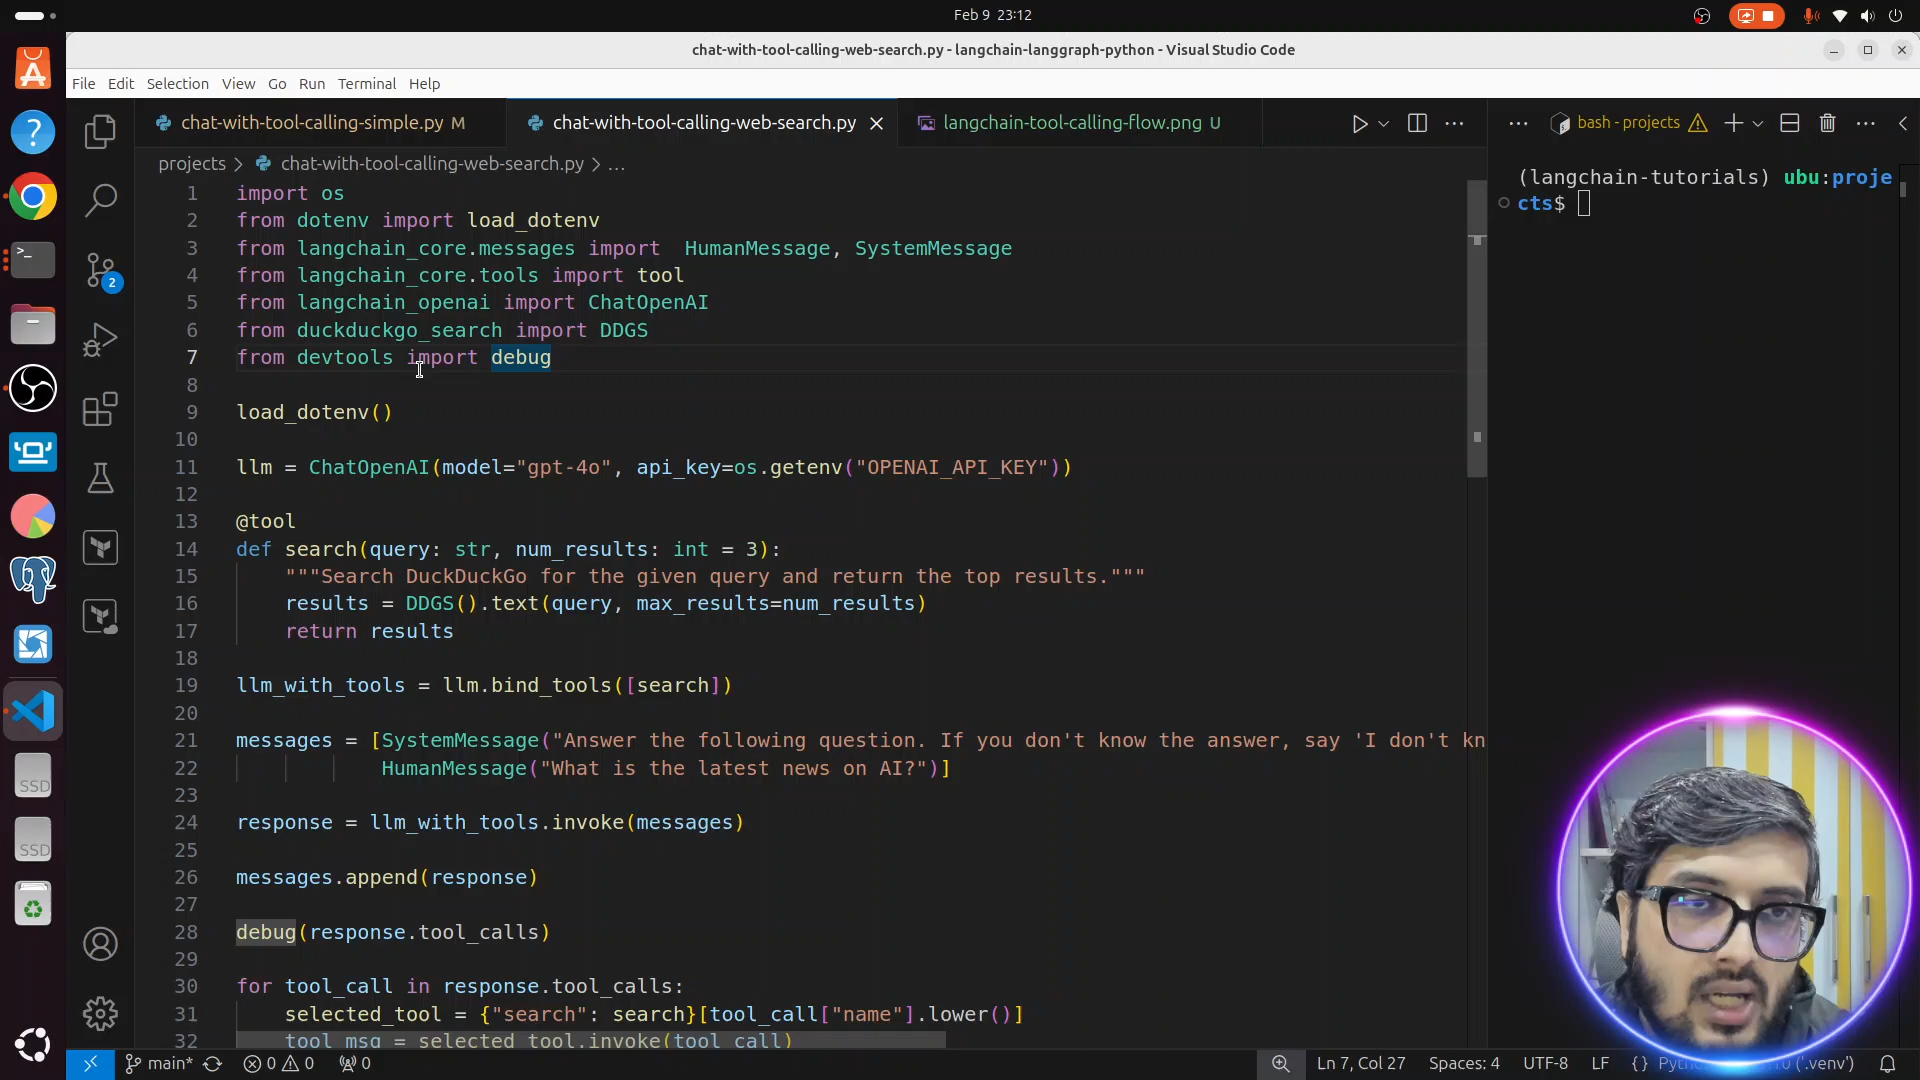 Feb 9 23:12
chat-with-tool-calling-web-search.py - langchain-langgraph-python - Visual Studio Code
File Edit Selection View Go Run Terminal Help
chat-with-tool-calling-simple.py M
chat-with-tool-calling-web-search.py
langchain-tool-calling-flow.png U
bash - projects
projects > chat-with-tool-calling-web-search.py > ...
(langchain-tutorials) ubu:proje
cts$
1 import os
2 from dotenv import load_dotenv
3 from langchain_core.messages import  HumanMessage, SystemMessage
4 from langchain_core.tools import tool
5 from langchain_openai import ChatOpenAI
6 from duckduckgo_search import DDGS
7 from devtools import debug
8
9 load_dotenv()
10
11 llm = ChatOpenAI(model="gpt-4o", api_key=os.getenv("OPENAI_API_KEY"))
12
13 @tool
14 def search(query: str, num_results: int = 3):
15     """Search DuckDuckGo for the given query and return the top results."""
16     results = DDGS().text(query, max_results=num_results)
17     return results
18
19 llm_with_tools = llm.bind_tools([search])
20
21 messages = [SystemMessage("Answer the following question. If you don't know the answer, say 'I don't kn
22             HumanMessage("What is the latest news on AI?")]
23
24 response = llm_with_tools.invoke(messages)
25
26 messages.append(response)
27
28 debug(response.tool_calls)
29
30 for tool_call in response.tool_calls:
31     selected_tool = {"search": search}[tool_call["name"].lower()]
32     tool_msg = selected_tool.invoke(tool_call)
2
SSD
SSD
main* 0 0 0 Ln 7, Col 27 Spaces: 4 UTF-8 LF {} ('.venv')